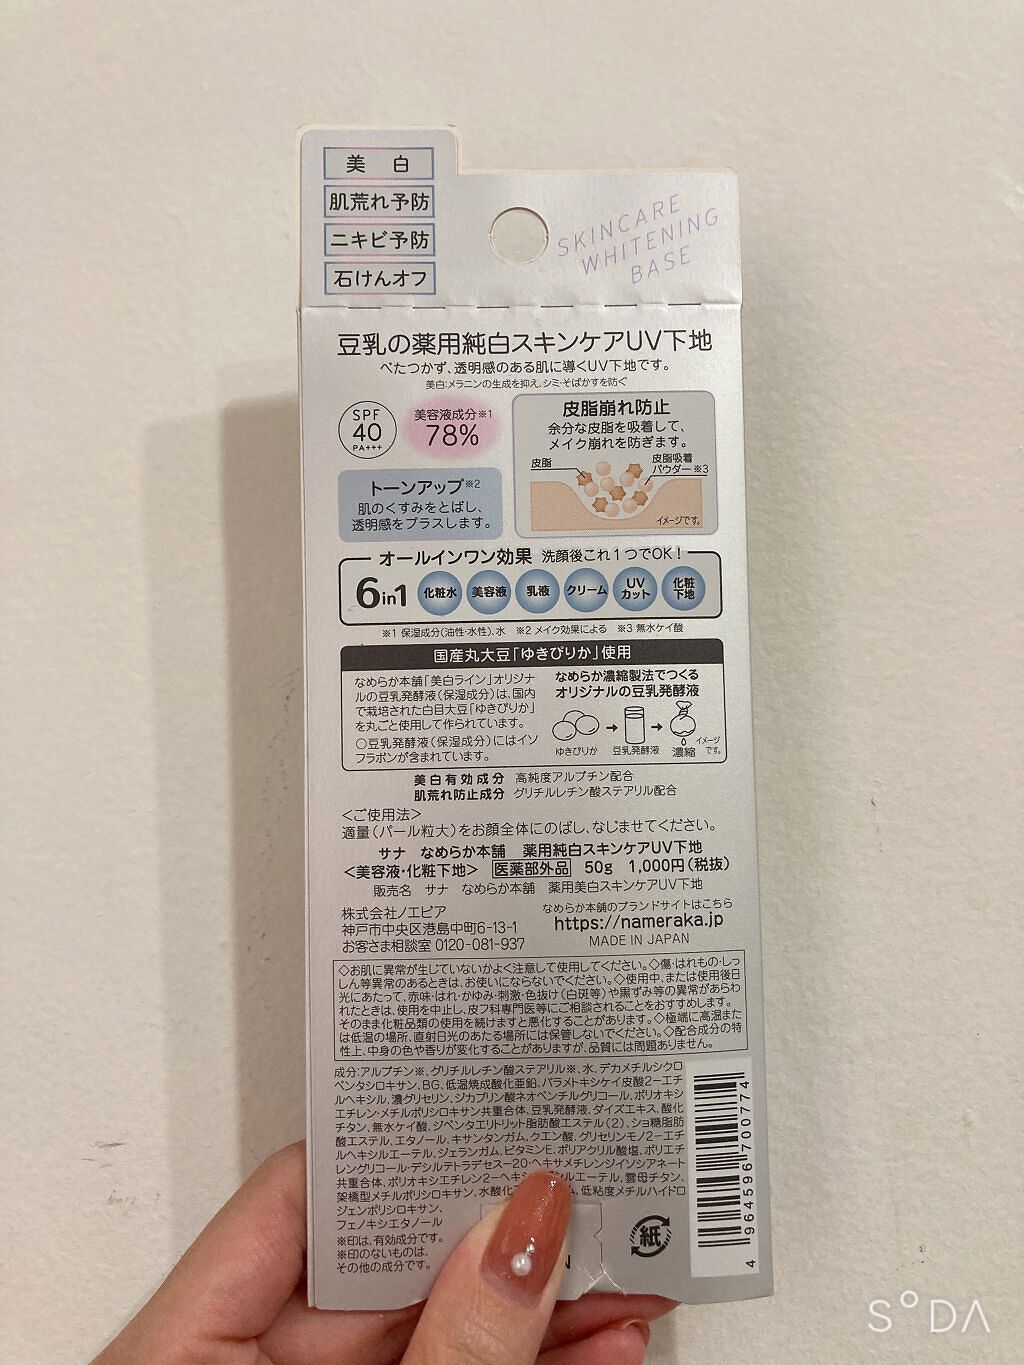 美 白
肌荒れ予防
ニキビ予防
石けんオフ
SKINCARE
WHITENING
BASE
豆乳の薬用純白スキンケアUV下地
べたつかず、透明感のある肌に導くUV下地です。
美白:メラニンの生成を抑え、シミ・そばかすを防ぐ
SPF
40
PA+++
美容液成分※1
78%
トーンアップ※2
肌のくすみをとばし、
透明感をプラスします。
皮脂崩れ防止
余分な皮脂を吸着して、
メイク崩れを防ぎます。
皮脂
皮脂吸着
パウダー※3
イメージです。
オールインワン効果 洗顔後これ1つでOK!
6in1 化粧水 美容液 乳液 クリーム UVカット 化粧下地
※1 保湿成分(油性・水性)、水 ※2 メイク効果による ※3 無水ケイ酸
国産丸大豆「ゆきぴりか」使用
なめらか本舗「美白ライン」オリジナ
ルの豆乳発酵液(保湿成分)は、国内
で栽培された白目大豆「ゆきぴりか」
を丸ごと使用して作られています。
○豆乳発酵液(保湿成分)にはイソ
フラボンが含まれています。
なめらか濃縮製法でつくる
オリジナルの豆乳発酵液
ゆきぴりか 豆乳発酵液 濃縮 イメージです。
美白有効成分 高純度アルブチン配合
肌荒れ防止成分 グリチルレチン酸ステアリル配合
<ご使用法>
適量(パール粒大)をお顔全体にのばし、なじませてください。
サナ なめらか本舗 薬用純白スキンケアUV下地
<美容液・化粧下地> 医薬部外品 50g 1,000円(税抜)
販売名 サナ なめらか本舗 薬用美白スキンケアUV下地
株式会社ノエビア
神戸市中央区港島中町6-13-1
お客さま相談室 0120-081-937
なめらか本舗のブランドサイトはこちら
https://nameraka.jp
MADE IN JAPAN
◇お肌に異常が生じていないかよく注意して使用してください。◇傷・はれもの・しっ
しん等異常のあるときは、お使いにならないでください。◇使用中、または使用後日
光にあたって、赤味・はれ・かゆみ・刺激・色抜け(白斑等)や黒ずみ等の異常があらわ
れたときは、使用を中止し、皮フ科専門医等にご相談されることをおすすめします。
そのまま化粧品類の使用を続けますと悪化することがあります。◇極端に高温また
は低温の場所、直射日光のあたる場所には保管しないでください。◇配合成分の特
性上、中身の色や香りが変化することがありますが、品質には問題ありません。
成分:アルブチン※、グリチルレチン酸ステアリル※、水、デカメチルシクロ
ペンタシロキサン、BG、低温焼成酸化亜鉛、パラメトキシケイ皮酸2-エチ
ルヘキシル、濃グリセリン、ジカプリン酸ネオペンチルグリコール、ポリオキシ
エチレン・メチルポリシロキサン共重合体、豆乳発酵液、ダイズエキス、酸化
チタン、無水ケイ酸、ジペンタエリトリット脂肪酸エステル(2)、ショ糖脂肪
酸エステル、エタノール、キサンタンガム、クエン酸、グリセリンモノ2-エチ
ルヘキシルエーテル、ジェランガム、ビタミンE、ポリアクリル酸塩、ポリエチ
レングリコール・デシルテトラデセス-20・ヘキサメチレンジイソシアネート
共重合体、ポリオキシエチレン2-ヘキシ シルエーテル、雲母チタン、
架橋型メチルポリシロキサン、水酸化 ム、低粘度メチルハイドロ
ジェンポリシロキサン、
フェノキシエタノール
※印は、有効成分です。
※印のないものは、
その他の成分です。
N
紙
4 964596 700774
SODA